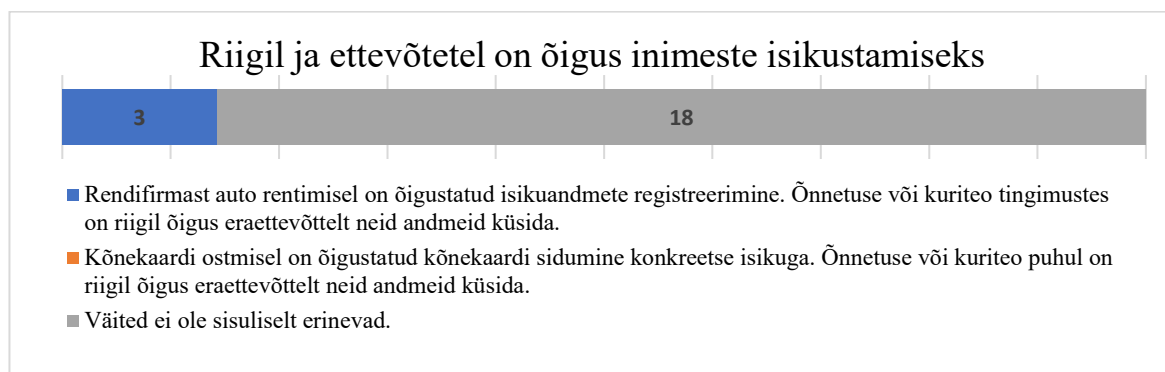 Riigil ja ettevõtetel on õigus inimeste isikustamiseks
3
18
Rendifirmast auto rentimisel on õigustatud isikuandmete registreerimine. Õnnetuse või kuriteo tingimustes
on riigil õigus eraettevõttelt neid andmeid küsida.
Kõnekaardi ostmisel on õigustatud kõnekaardi sidumine konkreetse isikuga. Õnnetuse või kuriteo puhul on
riigil õigus eraettevõttelt neid andmeid küsida.
Väited ei ole sisuliselt erinevad.